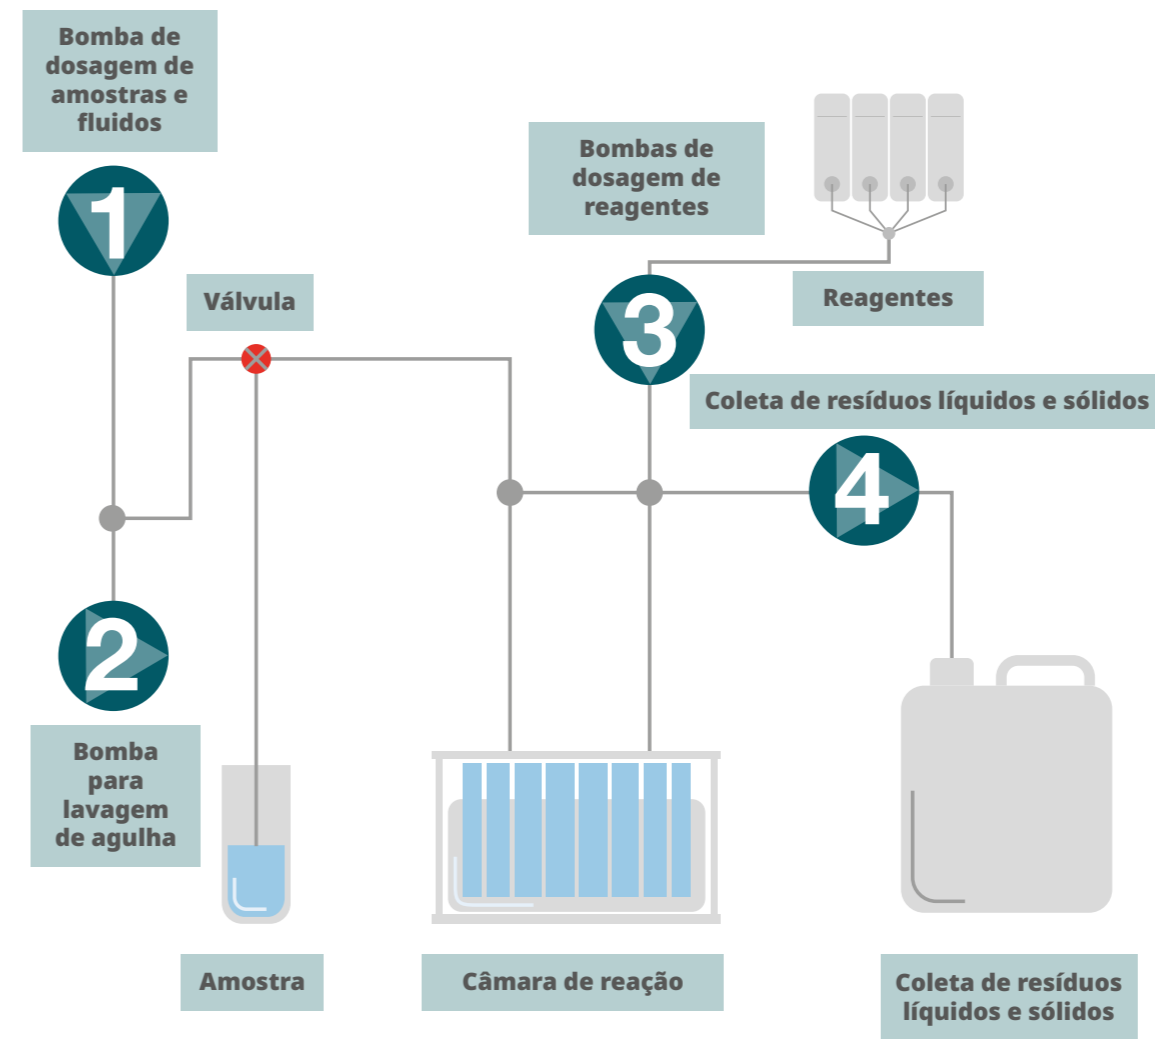 Bomba de
dosagem de
amostras e
fluidos
1
Bombas de
dosagem de
reagentes
Reagentes
Válvula
3
Coleta de resíduos líquidos e sólidos
4
2
Bomba
para
lavagem
de agulha
Amostra
Câmara de reação
Coleta de resíduos
líquidos e sólidos